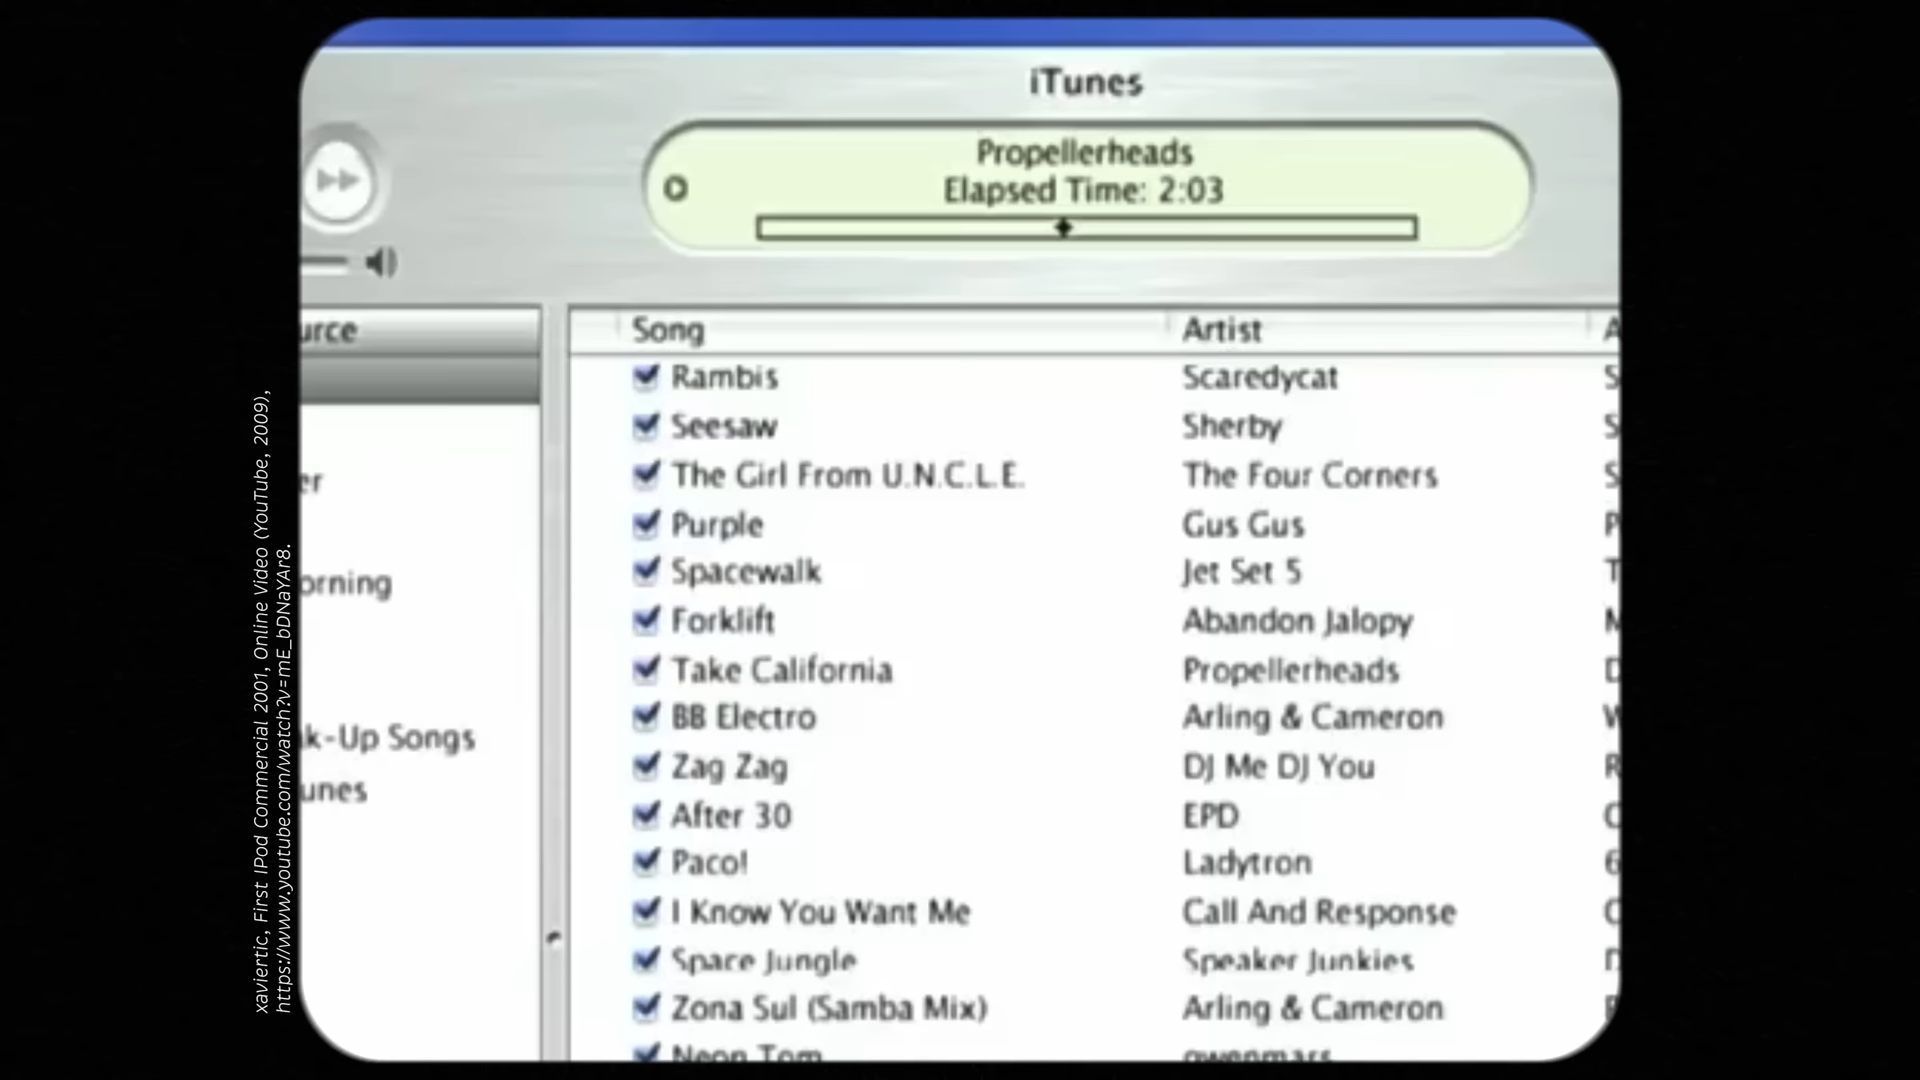 iTunes
Propellerheads
Elapsed Time: 2:03
urce
Song Artist A
Rambis Scaredycat S
Seesaw Sherby S
er
The Girl From U.N.C.L.E. The Four Corners S
Purple Gus Gus P
orning
Spacewalk Jet Set 5 T
Forklift Abandon Jalopy M
Take California Propellerheads D
BB Electro Arling & Cameron W
k-Up Songs
Zag Zag DJ Me DJ You R
unes
After 30 EPD C
Paco! Ladytron 6
I Know You Want Me Call And Response C
Space Jungle Speaker Junkies D
Zona Sul (Samba Mix) Arling & Cameron
Neon Tom gwenmars
xaviertic, First IPod Commercial 2001, Online Video (YouTube, 2009),
https://www.youtube.com/watch?v=mE_bDNaYAr8.